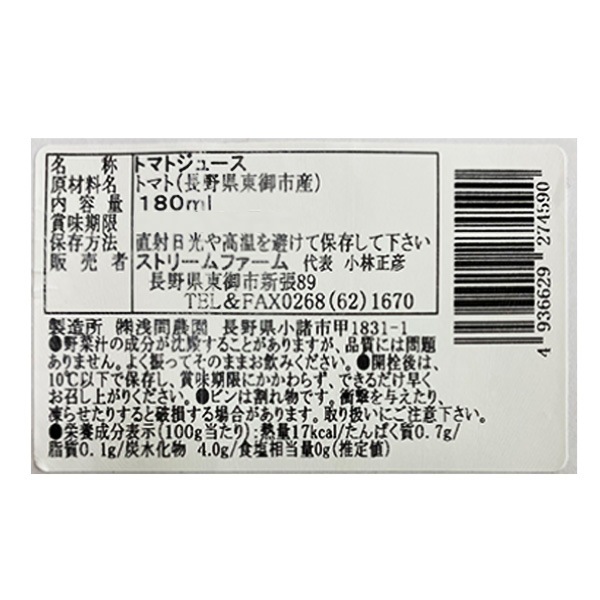 名称 トマトジュース
原材料名 トマト(長野県東御市産)
内容量 180ml
賞味期限
保存方法 直射日光や高温を避けて保存して下さい
販売者 ストリームファーム 代表 小林正彦
長野県東御市新張89
TEL&FAX0268(62)1670
製造所 ㈱浅間農園 長野県小諸市甲1831-1
●野菜汁の成分が沈殿することがありますが、品質には問題
ありません。よく振ってそのままお飲みください。●開栓後は、
10℃以下で保存し、賞味期限にかかわらず、できるだけ早く
お召し上がりください。●ビンは割れ物です。衝撃を与えたり、
凍らせたりすると破損する場合があります。取り扱いにご注意下さい。
●栄養成分表示(100g当たり):熱量17kcal/たんぱく質0.7g/
脂質0.1g/炭水化物 4.0g/食塩相当量0g(推定値)
4 936629 274590